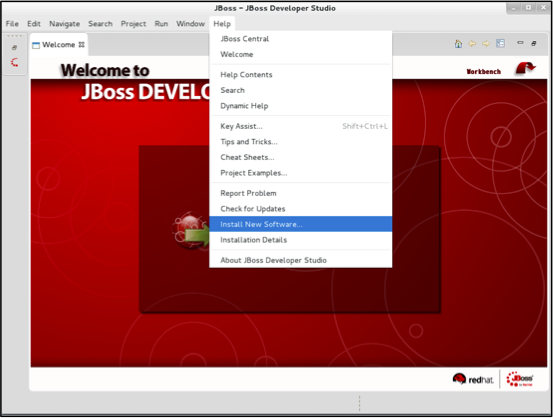 JBoss - JBoss Developer Studio
File Edit Navigate Search Project Run Window Help
Welcome
Welcome to
JBoss DEVELO
Workbench
JBoss Central
Welcome
Help Contents
Search
Dynamic Help
Key Assist... Shift+Ctrl+L
Tips and Tricks...
Cheat Sheets...
Project Examples...
Report Problem
Check for Updates
Install New Software...
Installation Details
About JBoss Developer Studio
redhat. JBoss